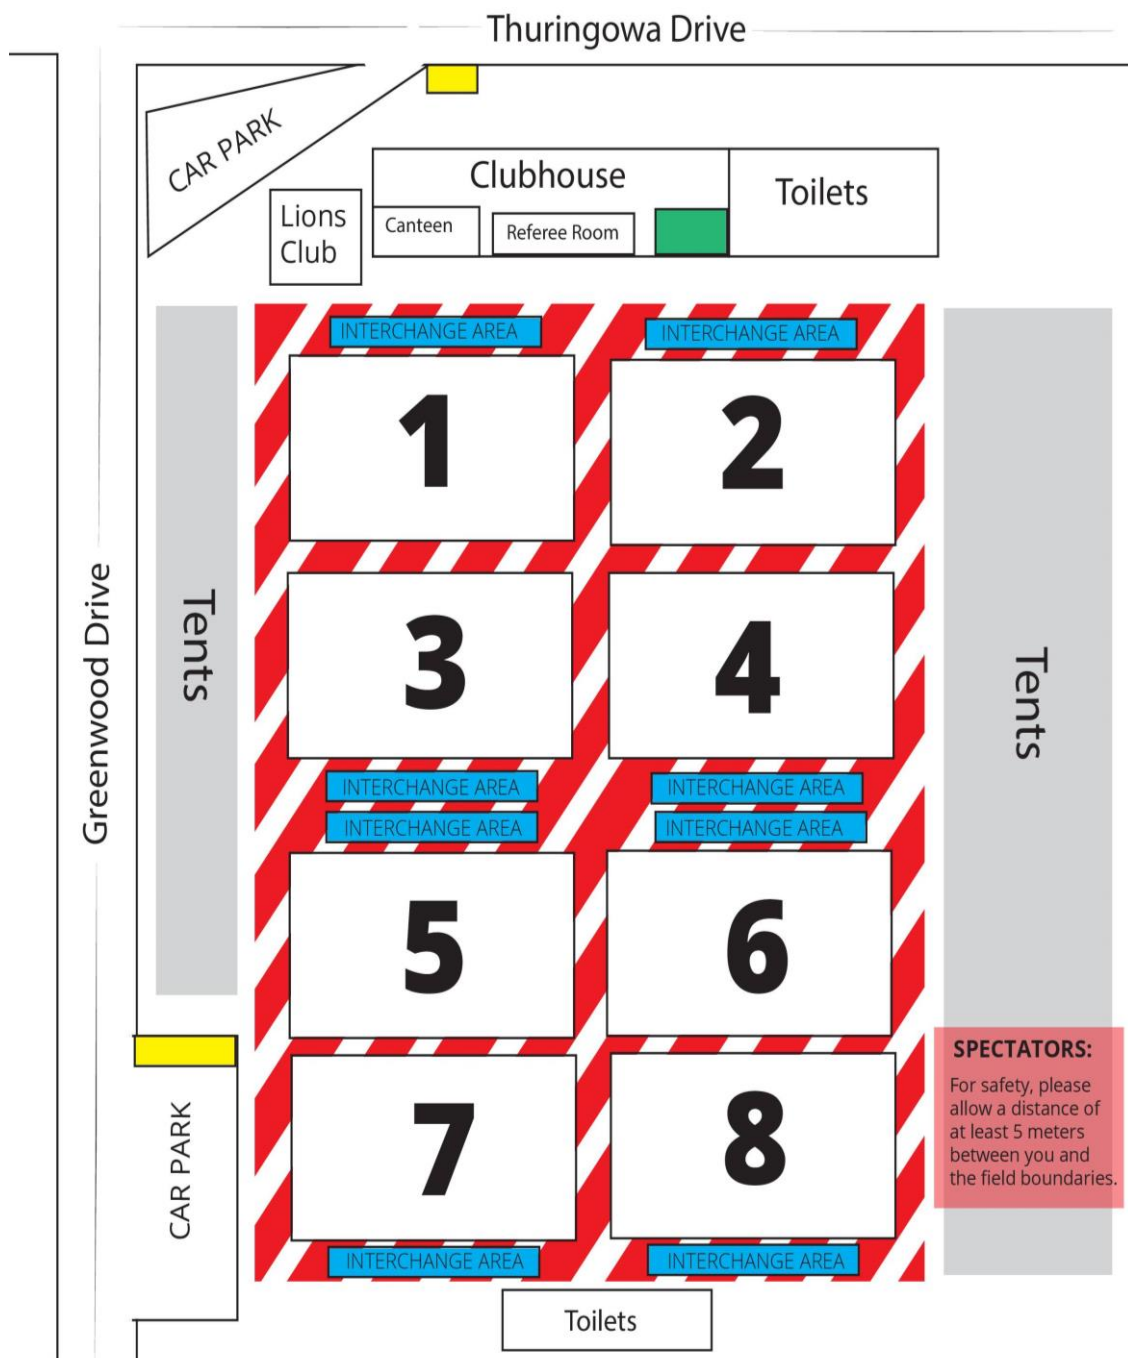 Thuringowa Drive
CAR PARK
Clubhouse
Toilets
Lions
Club
Canteen
Referee Room
INTERCHANGE AREA
INTERCHANGE AREA
1
2
Tents
Greenwood Drive
3
4
Tents
INTERCHANGE AREA
INTERCHANGE AREA
INTERCHANGE AREA
INTERCHANGE AREA
5
6
SPECTATORS:
For safety, please
allow a distance of
at least 5 meters
between you and
the field boundaries.
CAR PARK
7
8
INTERCHANGE AREA
INTERCHANGE AREA
Toilets